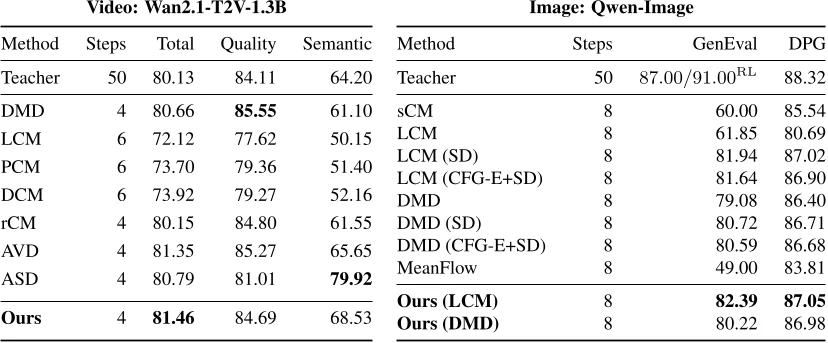 Video: Wan2.1-T2V-1.3B
Method Steps Total Quality Semantic
Teacher 50 80.13 84.11 64.20
DMD 4 80.66 85.55 61.10
LCM 6 72.12 77.62 50.15
PCM 6 73.70 79.36 51.40
DCM 6 73.92 79.27 52.16
rCM 4 80.15 84.80 61.55
AVD 4 81.35 85.27 65.65
ASD 4 80.79 81.01 79.92
Ours 4 81.46 84.69 68.53
Image: Qwen-Image
Method Steps GenEval DPG
Teacher 50 87.00/91.00^RL 88.32
sCM 8 60.00 85.54
LCM 8 61.85 80.69
LCM (SD) 8 81.94 87.02
LCM (CFG-E+SD) 8 81.64 86.90
DMD 8 79.08 86.40
DMD (SD) 8 80.72 86.71
DMD (CFG-E+SD) 8 80.59 86.68
MeanFlow 8 49.00 83.81
Ours (LCM) 8 82.39 87.05
Ours (DMD) 8 80.22 86.98